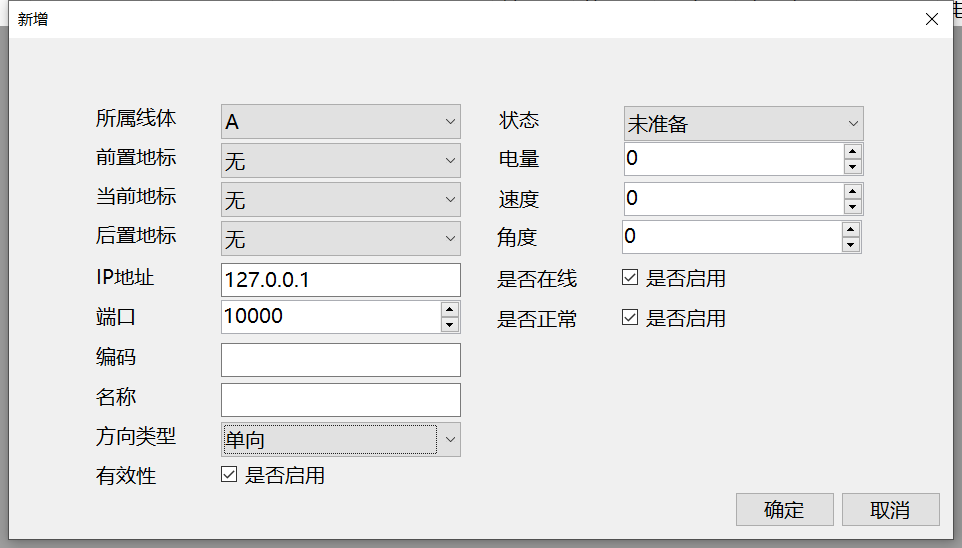 新增
所属线体 A
前置地标 无
当前地标 无
后置地标 无
IP地址 127.0.0.1
端口 10000
编码
名称
方向类型 单向
有效性 是否启用
状态 未准备
电量 0
速度 0
角度 0
是否在线 是否启用
是否正常 是否启用
确定 取消